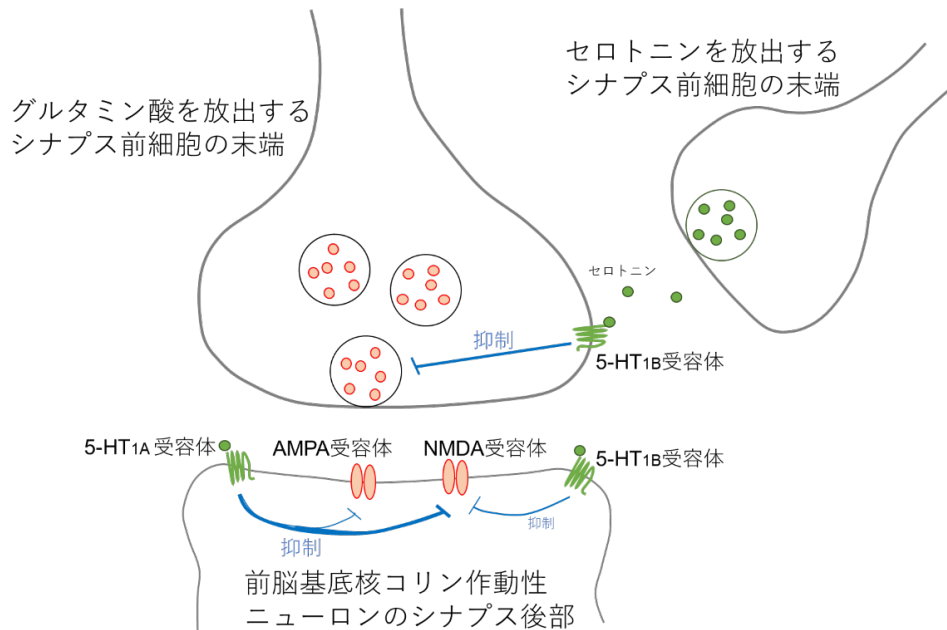 グルタミン酸を放出する
シナプス前細胞の末端
セロトニンを放出する
シナプス前細胞の末端
セロトニン
抑制
5-HT1B受容体
5-HT1A 受容体
AMPA受容体
NMDA受容体
5-HT1B受容体
抑制
抑制
前脳基底核コリン作動性
ニューロンのシナプス後部